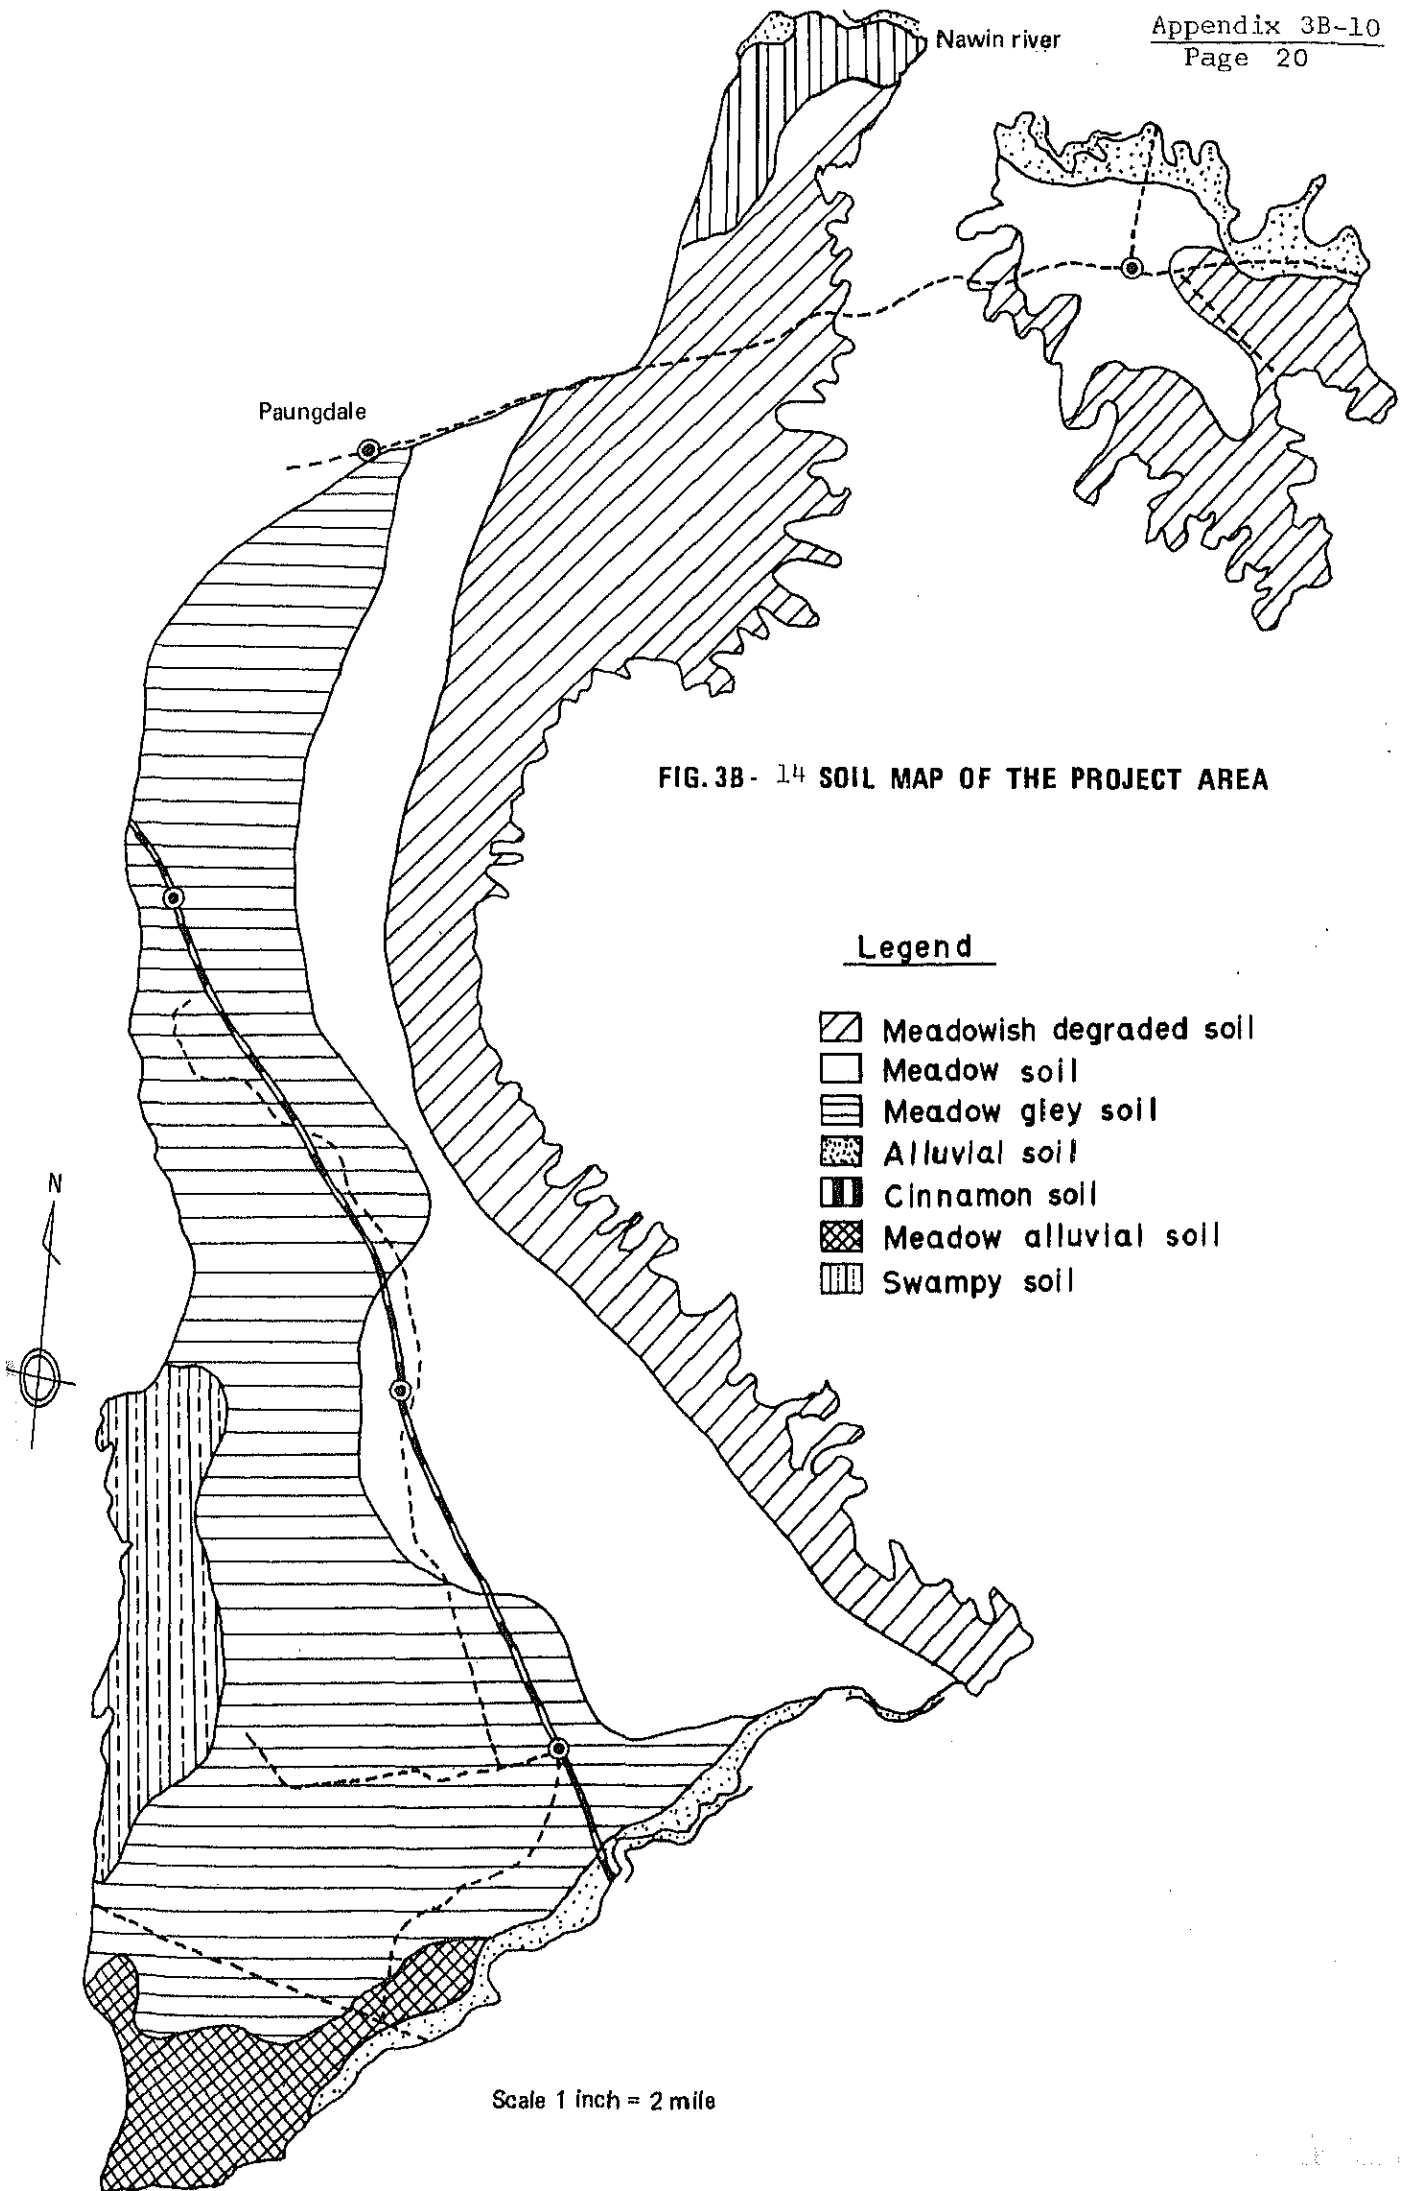 Appendix 3B-10
Page 20
Nawin river
Paungdale
FIG. 3B- 14 SOIL MAP OF THE PROJECT AREA
Legend
Meadowish degraded soil
Meadow soil
Meadow gley soil
Alluvial soil
Cinnamon soil
Meadow alluvial soil
Swampy soil
N
Scale 1 inch = 2 mile